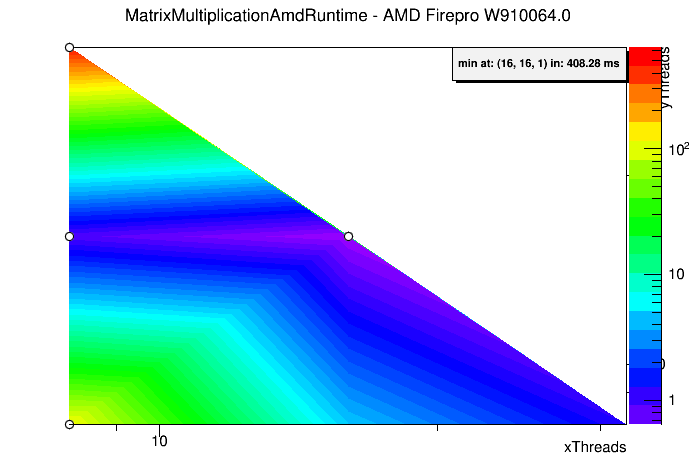 MatrixMultiplicationAmdRuntime - AMD Firepro W910064.0
min at: (16, 16, 1) in: 408.28 ms
yThreads
10²
10
1
10
xThreads